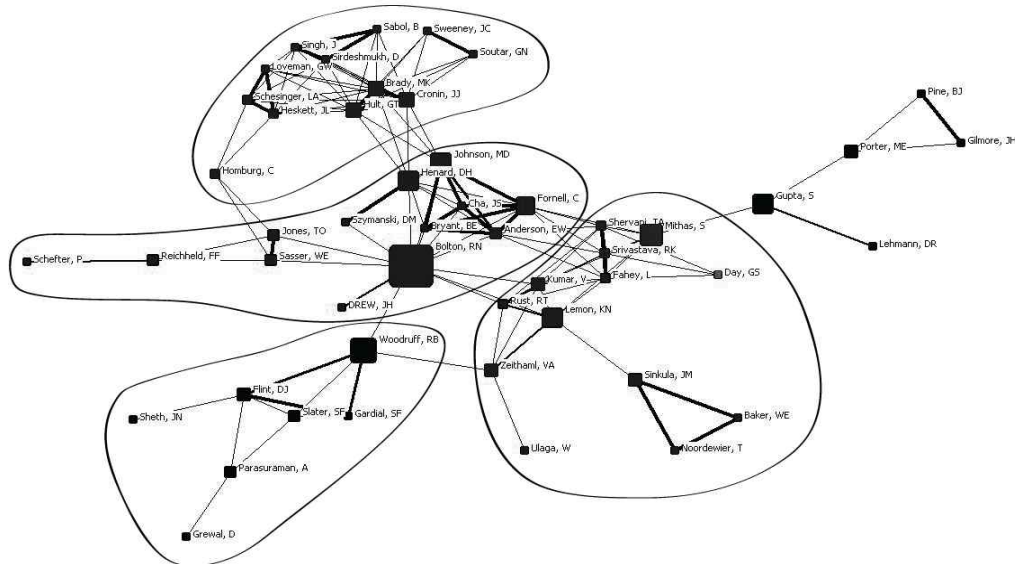 Sabol, B
Sweeney, JC
Singh, J
Sirdeshmukh, D
Soutar, GN
Loveman, GW
Brady, MK
Schesinger, LA
Cronin, JJ
Heskett, JL
Hult, GT
Pine, BJ
Gilmore, JH
Porter, ME
Johnson, MD
Homburg, C
Henard, DH
Gupta, S
Fornell, C
Cha, JS
Szymanski, DM
Bryant, BE
Anderson, EW
Shervani, TA
Mithas, S
Jones, TO
Bolton, RN
Srivastava, RK
Lehmann, DR
Schefter, P
Reichheld, FF
Sasser, WE
Kumar, V
Fahey, L
Day, GS
DREW, JH
Rust, RT
Lemon, KN
Woodruff, RB
Zeithaml, VA
Sinkula, JM
Flint, DJ
Sheth, JN
Slater, SF
Gardial, SF
Baker, WE
Ulaga, W
Noordewier, T
Parasuraman, A
Grewal, D